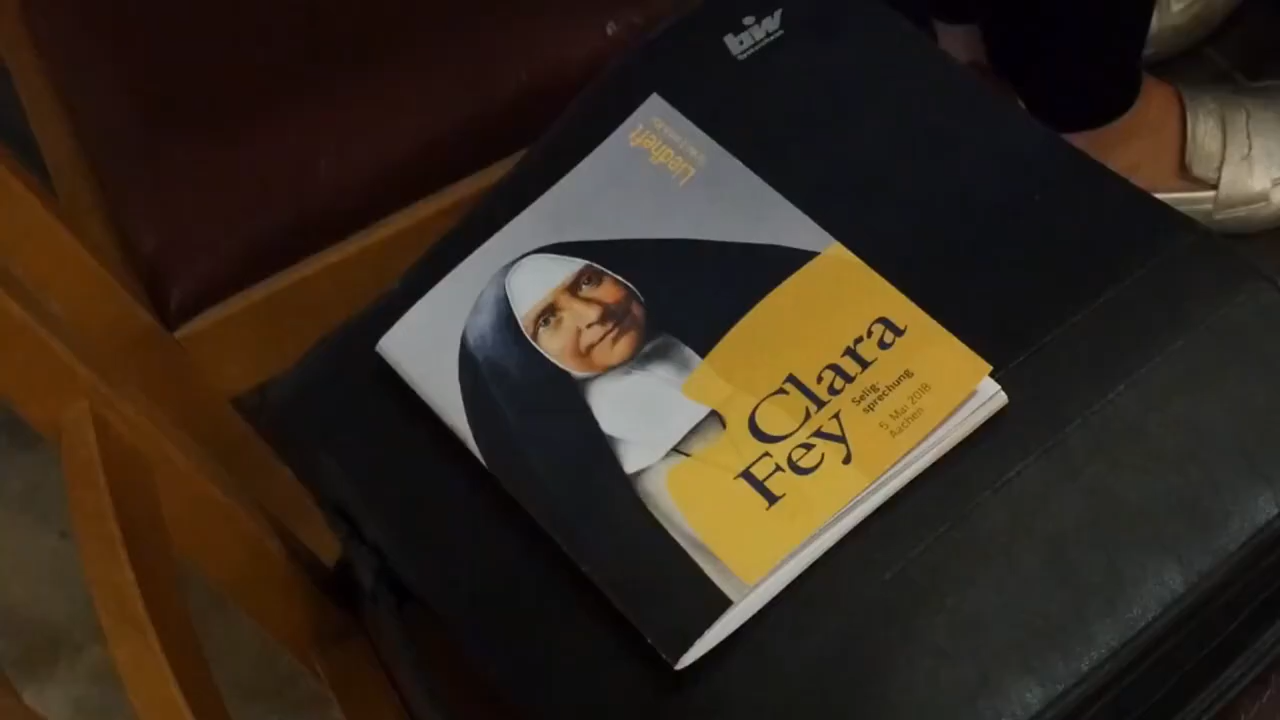 biw
Liedheft
Clara
Fey
Selig-
sprechung
5. Mai 2018
Aachen